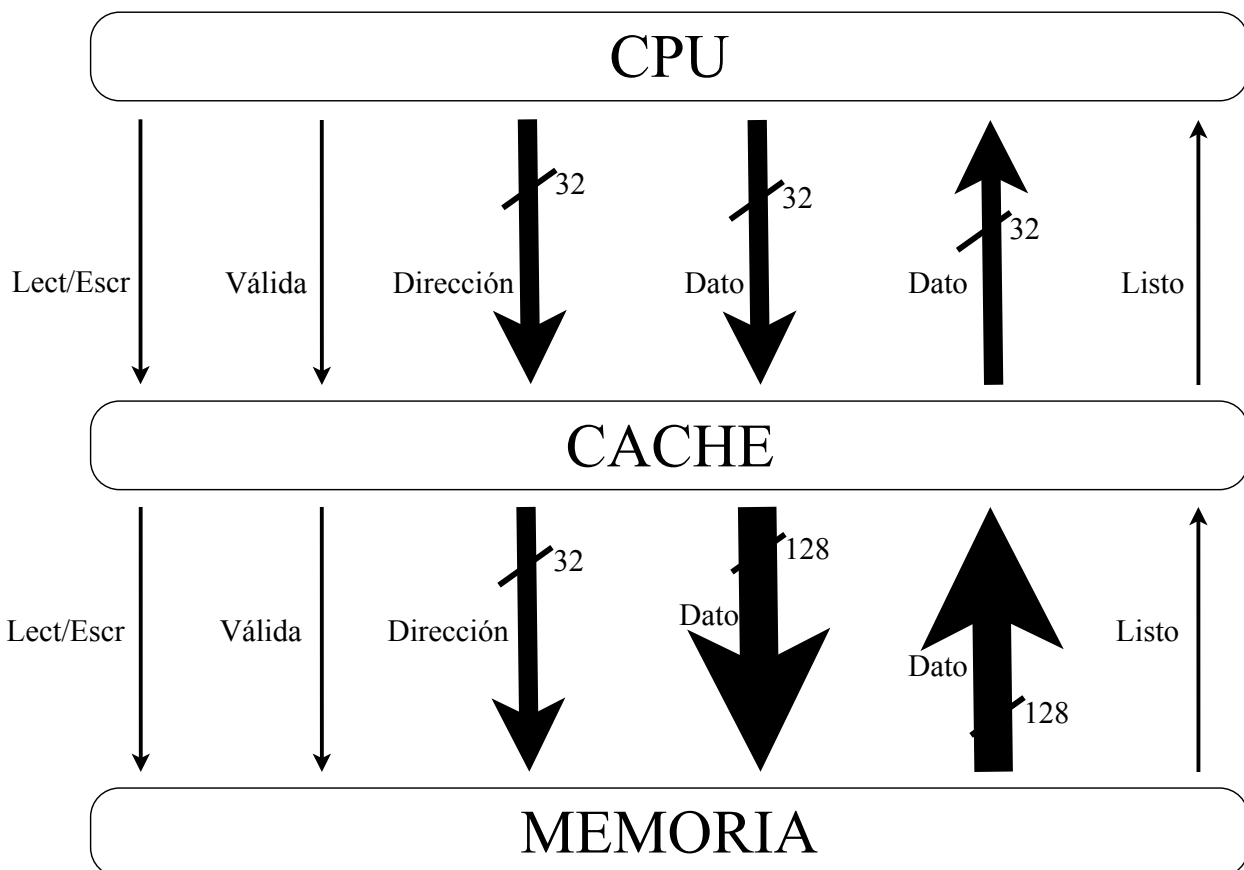 CPU
32
32
32
Lect/Escr
Válida
Dirección
Dato
Dato
Listo
CACHE
32
128
Lect/Escr
Válida
Dirección
Dato
Dato
Listo
128
MEMORIA